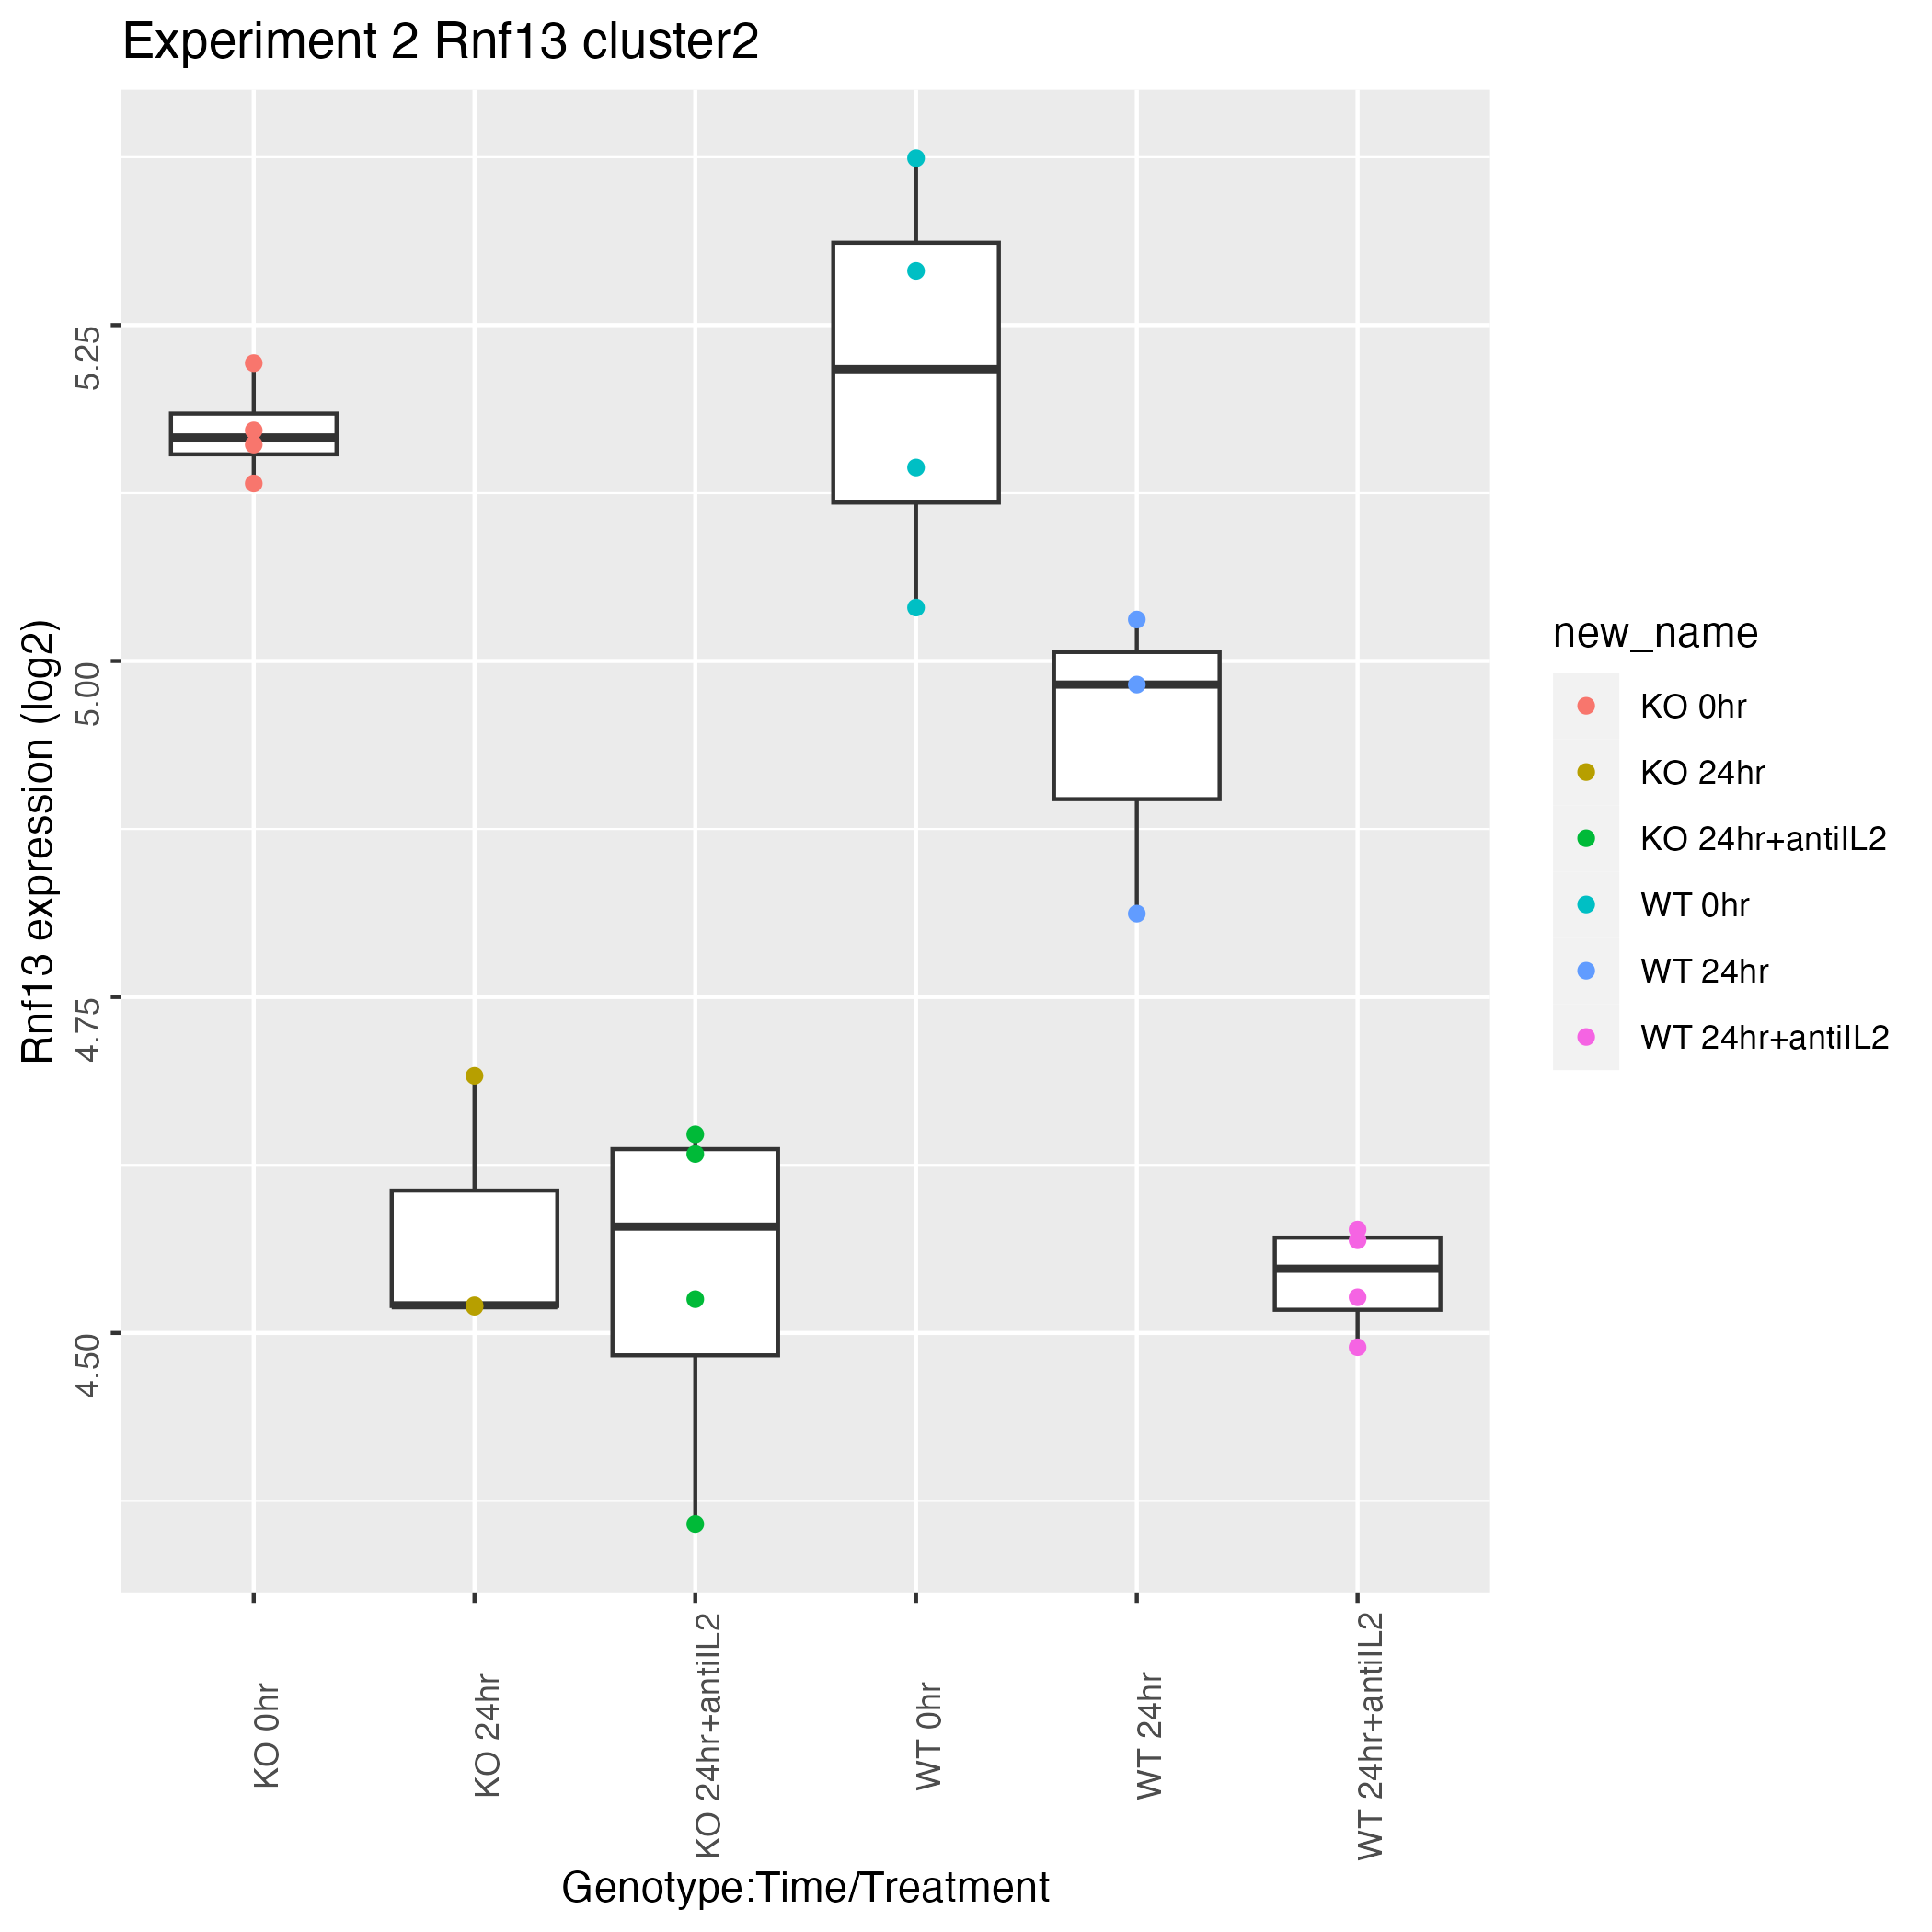 Experiment 2 Rnf13 cluster2
Rnf13 expression (log2)
5.25
5.00
4.75
4.50
KO 0hr
KO 24hr
KO 24hr+antiIL2
WT 0hr
WT 24hr
WT 24hr+antiIL2
Genotype:Time/Treatment
new_name
KO 0hr
KO 24hr
KO 24hr+antiIL2
WT 0hr
WT 24hr
WT 24hr+antiIL2